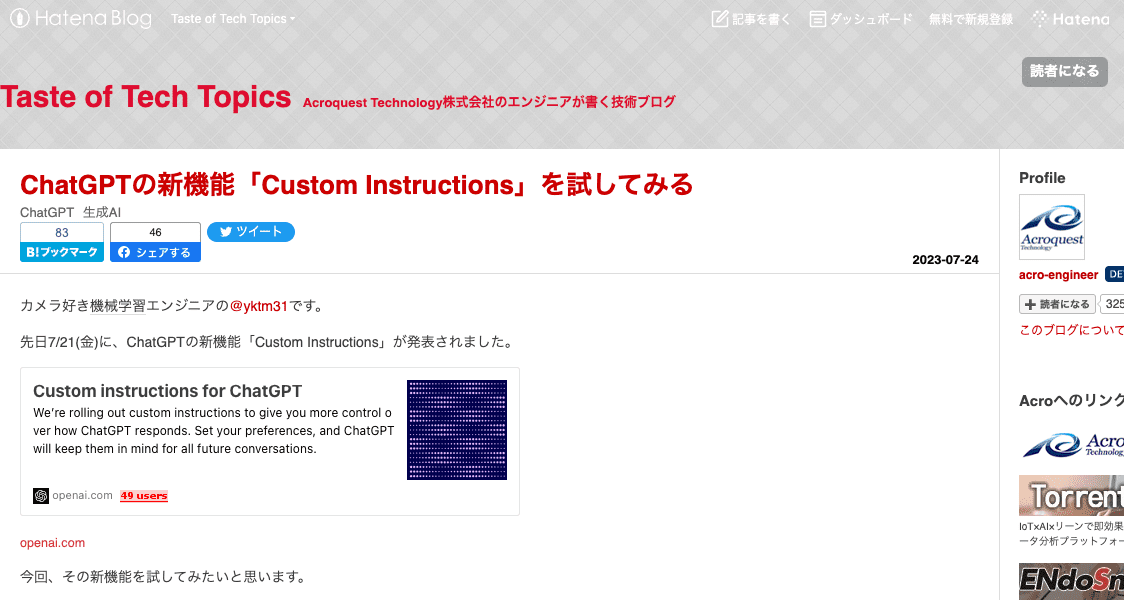 Hatena Blog
Taste of Tech Topics
記事を書く
ダッシュボード
無料で新規登録
Hatena
読者になる
Taste of Tech Topics
Acroquest Technology株式会社のエンジニアが書く技術ブログ
ChatGPTの新機能「Custom Instructions」を試してみる
ChatGPT 生成AI
83
46
ツイート
B!ブックマーク
シェアする
2023-07-24
カメラ好き機械学習エンジニアの@yktm31です。
先日7/21(金)に、ChatGPTの新機能「Custom Instructions」が発表されました。
Custom instructions for ChatGPT
We're rolling out custom instructions to give you more control o
ver how ChatGPT responds. Set your preferences, and ChatGPT
will keep them in mind for all future conversations.
openai.com 49 users
openai.com
今回、その新機能を試してみたいと思います。
Profile
Acroquest
Technology
acro-engineer
読者になる
325
このブログについて
Acroへのリンク
Acro
Technology
Torrent
IoT×AI×リーンで即効果
ータ分析プラットフォー
ENdoSn